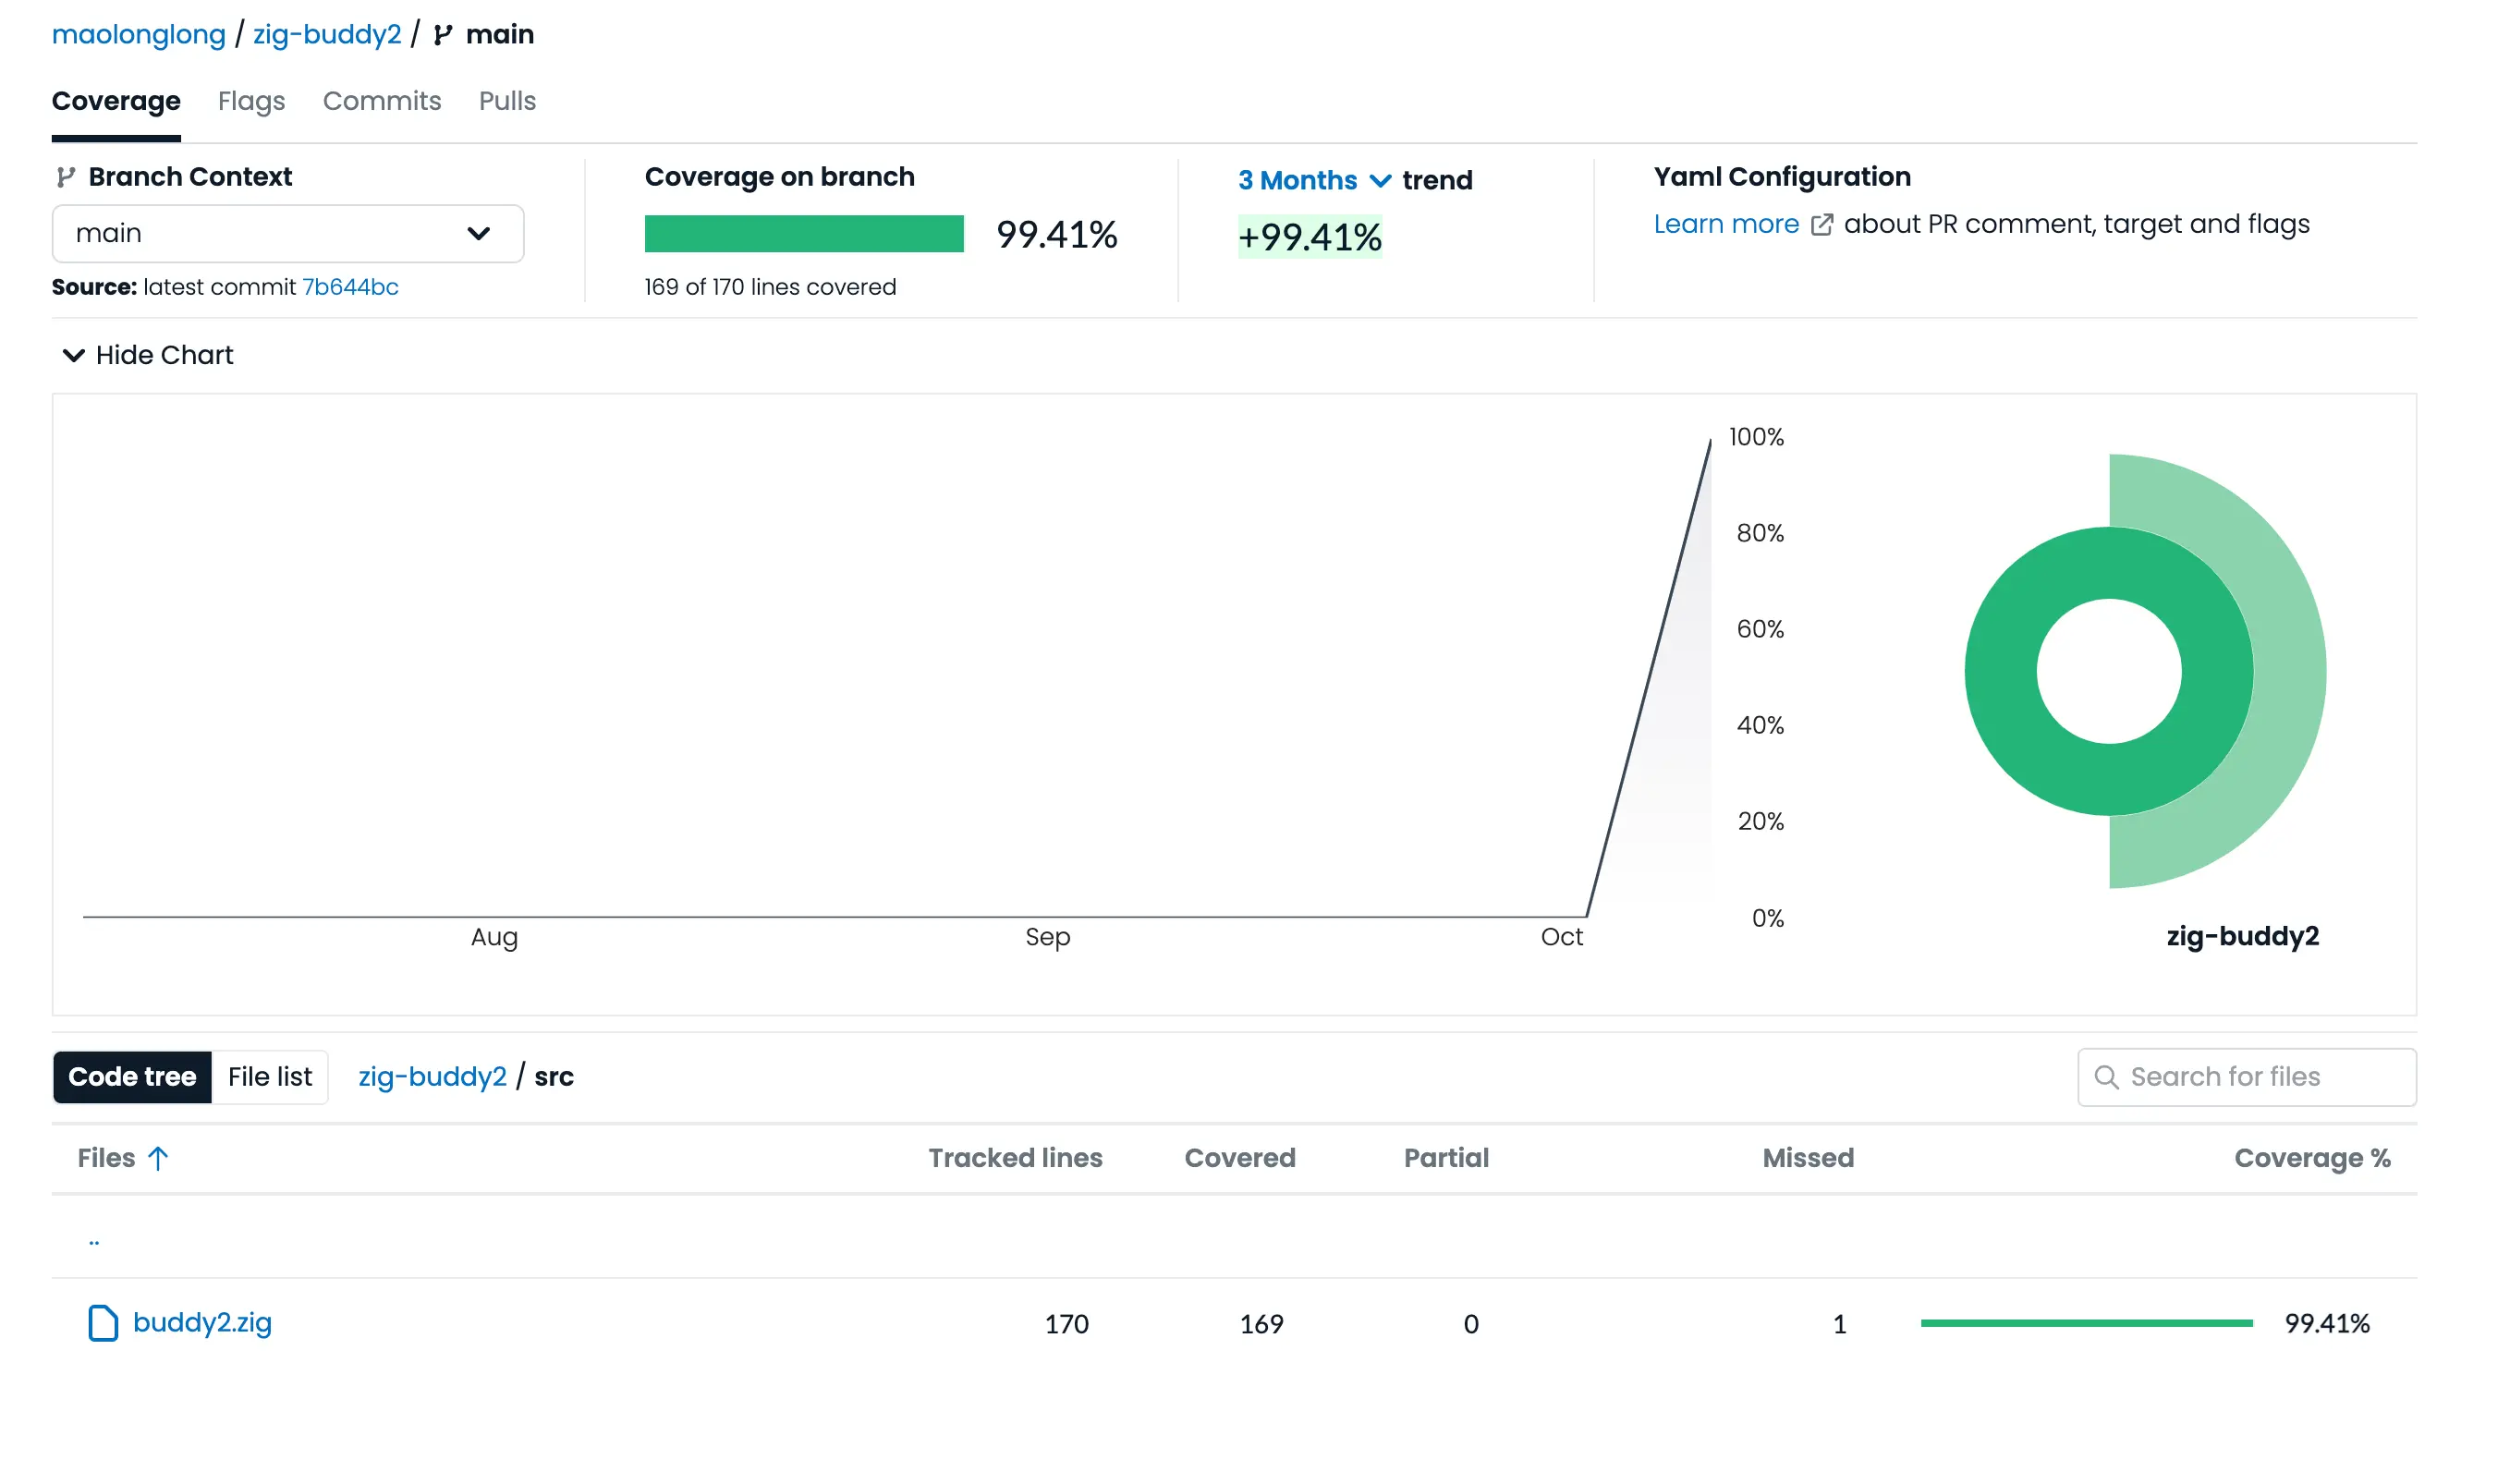 maolonglong / zig-buddy2 / main
Coverage Flags Commits Pulls
Branch Context
main
Source: latest commit 7b644bc
Coverage on branch
99.41%
169 of 170 lines covered
3 Months trend
+99.41%
Yaml Configuration
Learn more about PR comment, target and flags
Hide Chart
100%
80%
60%
40%
20%
0%
Aug Sep Oct
zig-buddy2
Code tree File list zig-buddy2 / src Search for files
Files Tracked lines Covered Partial Missed Coverage %
..
buddy2.zig 170 169 0 1 99.41%